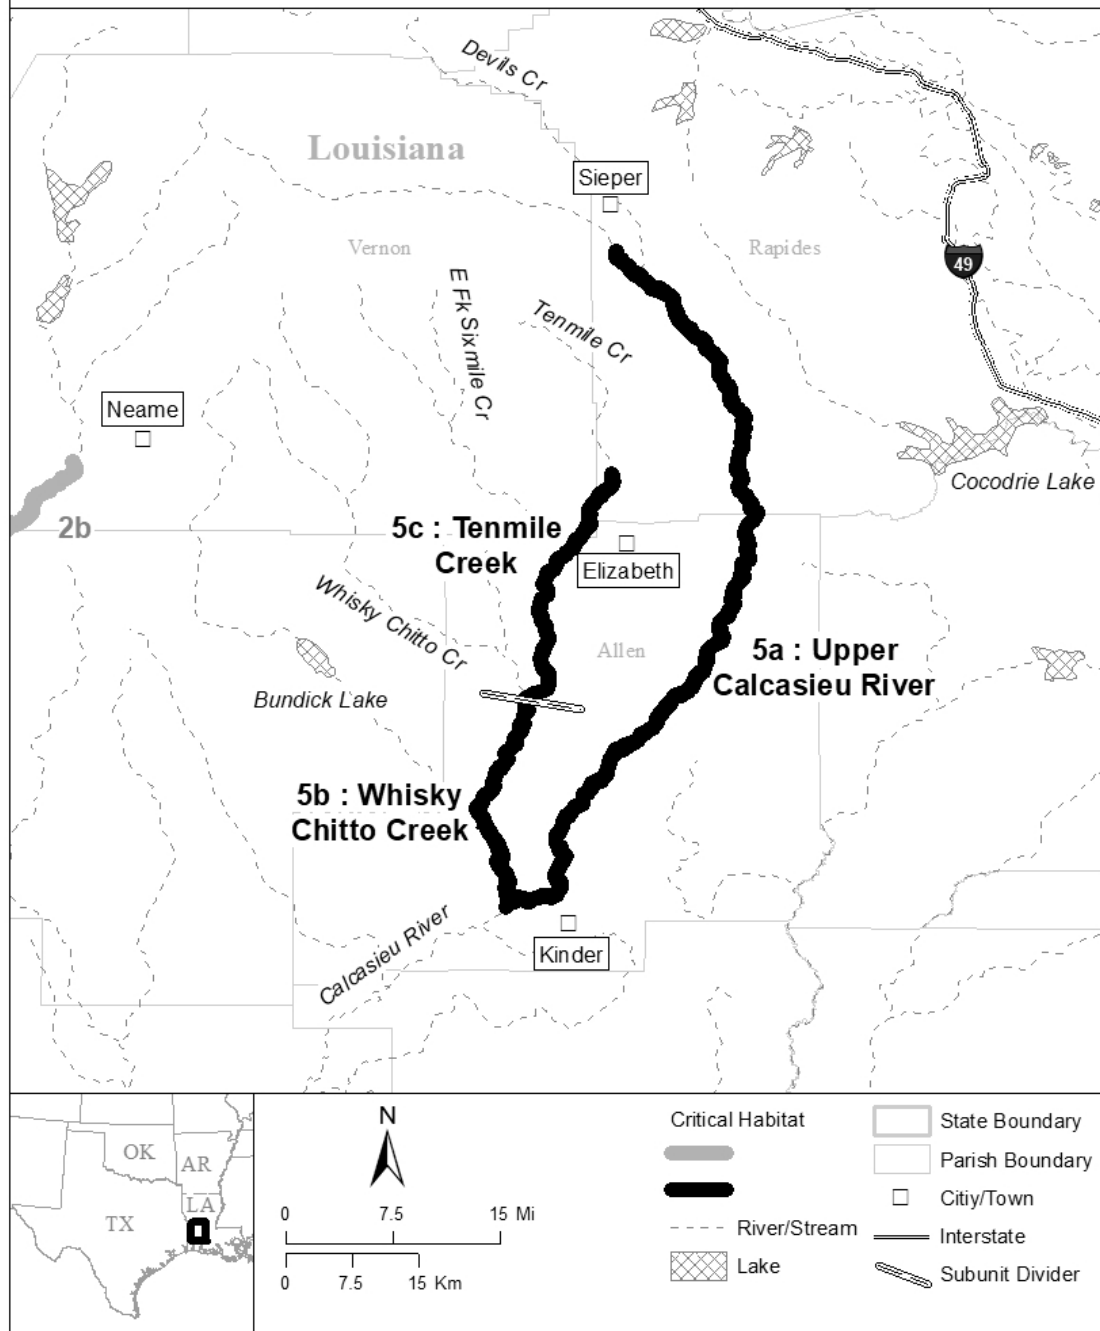 Devils Cr
Louisiana
Sieper
Vernon
Rapides
49
E Fk Sixmile Cr
Tenmile Cr
Neame
Cocodrie Lake
2b
5c : Tenmile
Creek
Elizabeth
Whisky Chitto Cr
Allen
5a : Upper
Calcasieu River
Bundick Lake
5b : Whisky
Chitto Creek
Calcasieu River
Kinder
OK
AR
LA
TX
N
0 7.5 15 Mi
0 7.5 15 Km
Critical Habitat
River/Stream
Lake
State Boundary
Parish Boundary
Citiy/Town
Interstate
Subunit Divider